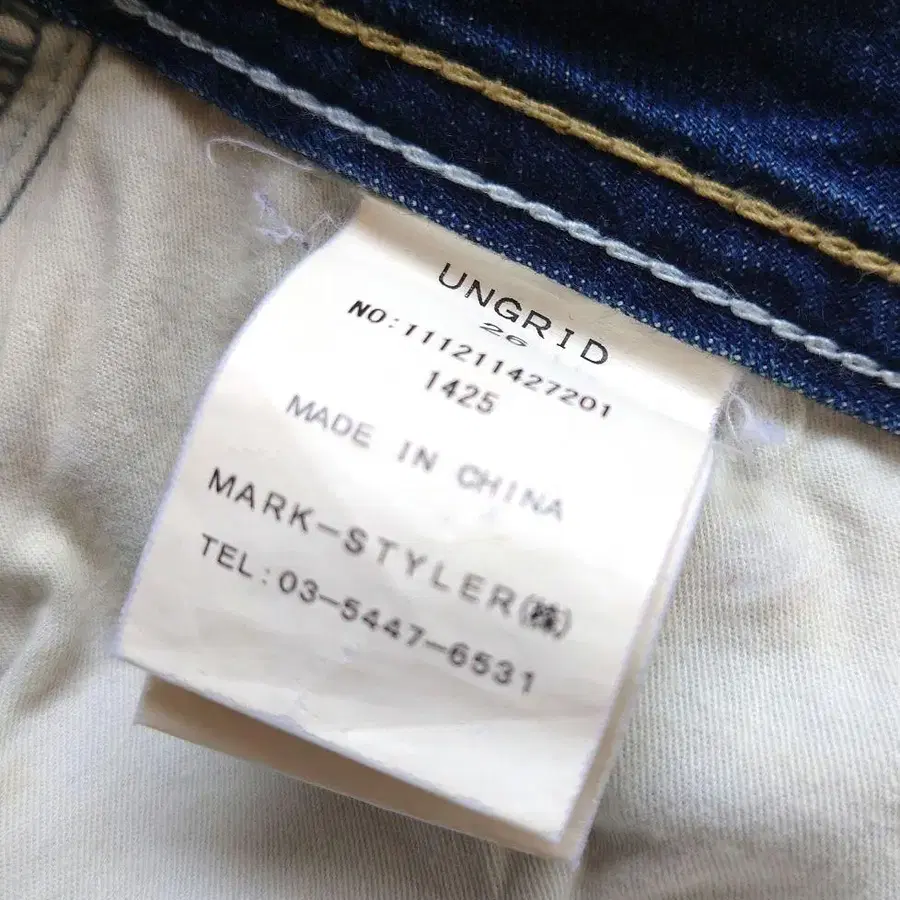 UNGRID
26
NO:111211427201
1425
MADE IN CHINA
MARK-STYLER(株)
TEL:03-5447-6531